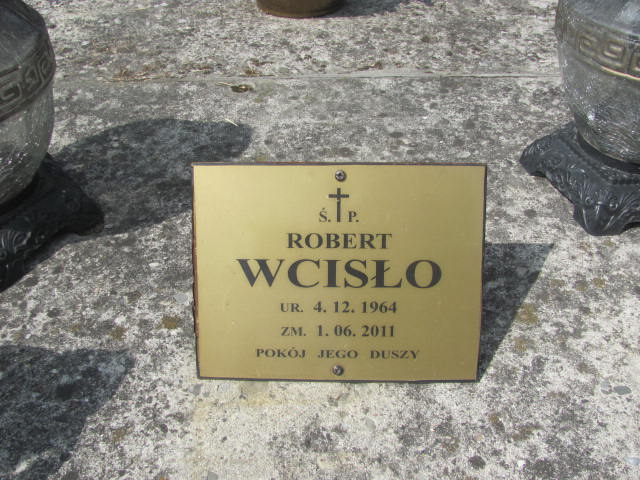 Ś. P.
ROBERT
WCISŁO
UR. 4. 12. 1964
ZM. 1. 06. 2011
POKÓJ JEGO DUSZY